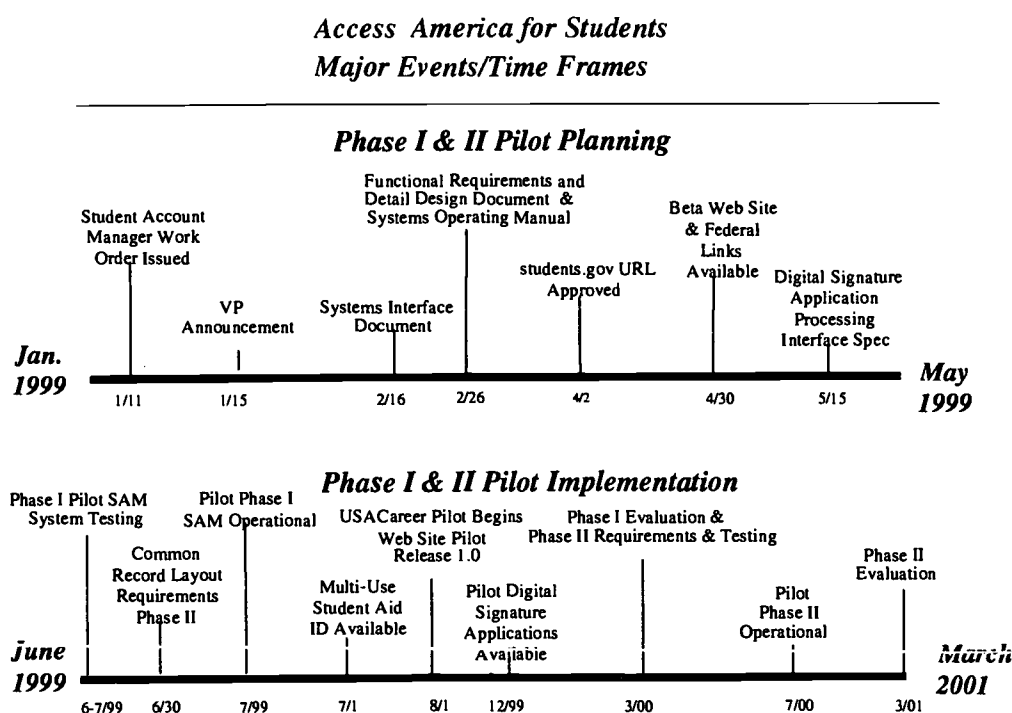 Access America for Students
Major Events/Time Frames
Phase I & II Pilot Planning
Student Account
Manager Work
Order Issued
VP
Announcement
Systems Interface
Document
Functional Requirements and
Detail Design Document &
Systems Operating Manual
students.gov URL
Approved
Beta Web Site
& Federal
Links
Available
Digital Signature
Application
Processing
Interface Spec
Jan.
1999
May
1999
1/11
1/15
2/16
2/26
4/2
4/30
5/15
Phase I & II Pilot Implementation
Phase I Pilot SAM
System Testing
Common
Record Layout
Requirements
Phase II
Pilot Phase I
SAM Operational
Multi-Use
Student Aid
ID Available
USACareer Pilot Begins
Web Site Pilot
Release 1.0
Pilot Digital
Signature
Applications
Available
Phase I Evaluation &
Phase II Requirements & Testing
Pilot
Phase II
Operational
Phase II
Evaluation
june
1999
March
2001
6-7/99
6/30
7/99
7/1
8/1
12/99
3/00
7/00
3/01